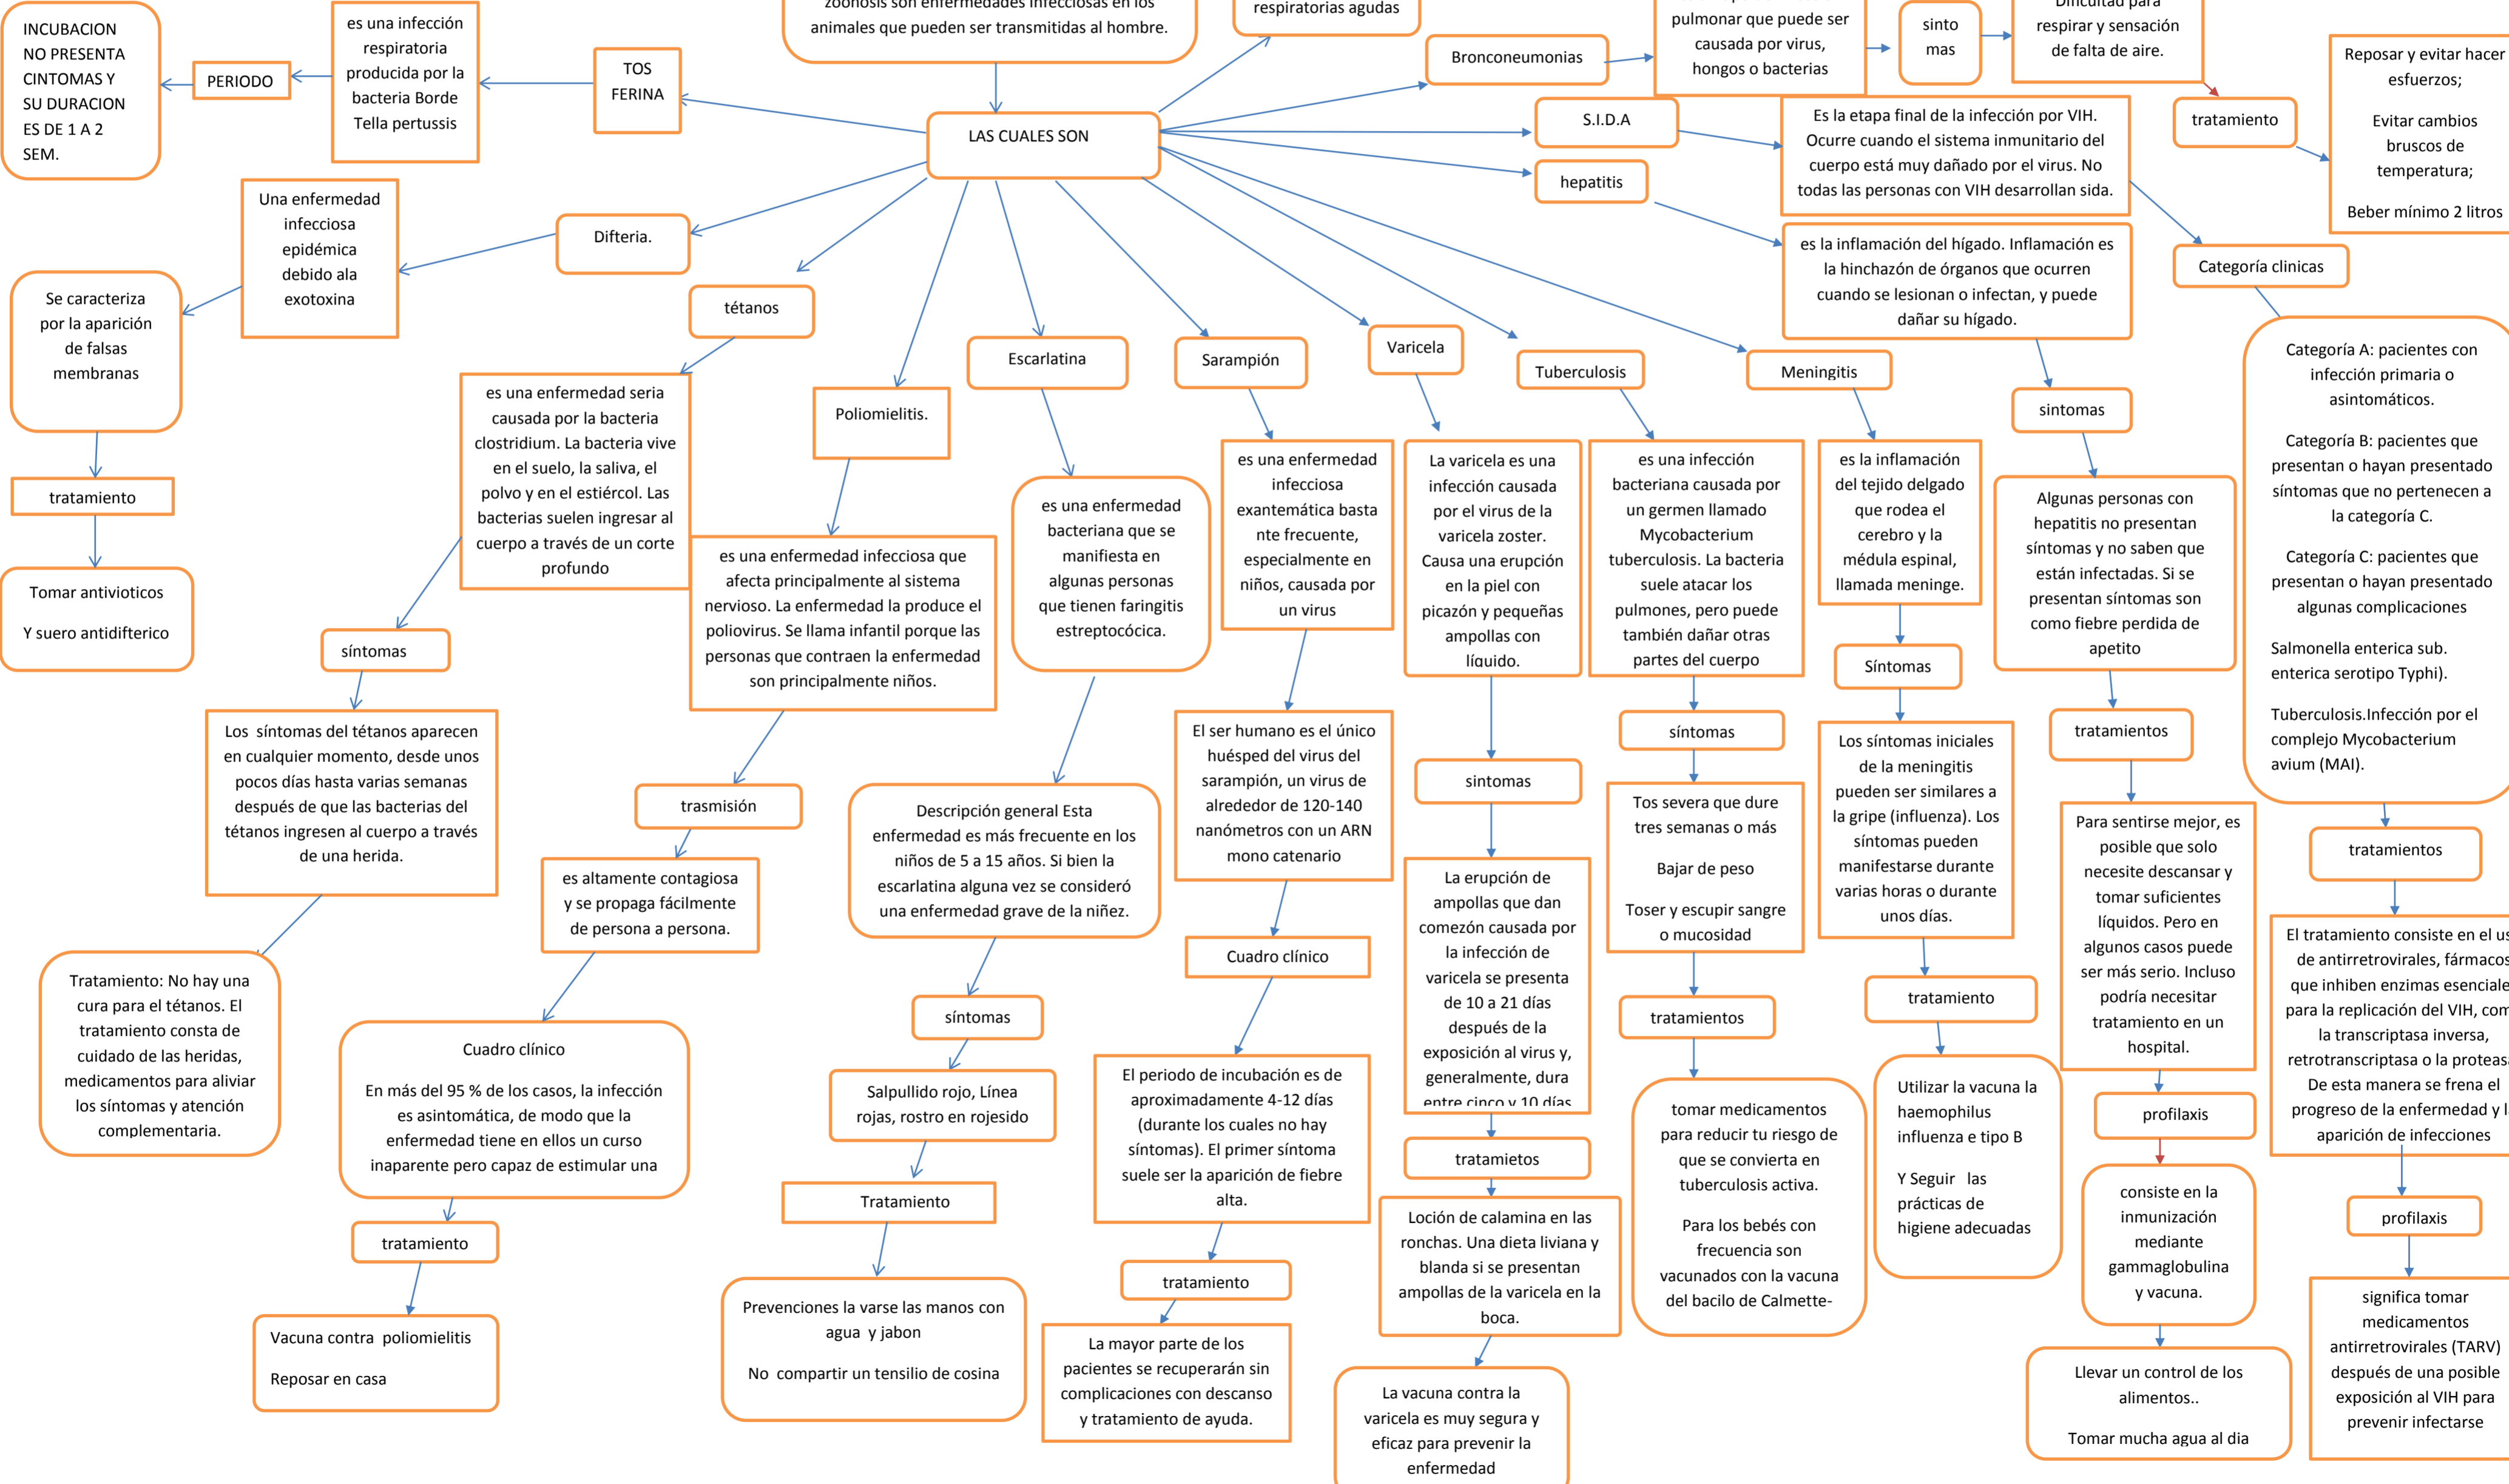 zoonosis son enfermedades infecciosas en los
animales que pueden ser transmitidas al hombre.
LAS CUALES SON
INCUBACION
NO PRESENTA
CINTOMAS Y
SU DURACION
ES DE 1 A 2
SEM.
PERIODO
es una infección
respiratoria
producida por la
bacteria Borde
Tella pertussis
TOS
FERINA
respiratorias agudas
Bronconeumonias
pulmonar que puede ser
causada por virus,
hongos o bacterias
sinto
mas
Dificultad para
respirar y sensación
de falta de aire.
tratamiento
Reposar y evitar hacer
esfuerzos;
Evitar cambios
bruscos de
temperatura;
Beber mínimo 2 litros
S.I.D.A
Es la etapa final de la infección por VIH.
Ocurre cuando el sistema inmunitario del
cuerpo está muy dañado por el virus. No
todas las personas con VIH desarrollan sida.
hepatitis
es la inflamación del hígado. Inflamación es
la hinchazón de órganos que ocurren
cuando se lesionan o infectan, y puede
dañar su hígado.
Categoría clinicas
Difteria.
Una enfermedad
infecciosa
epidémica
debido ala
exotoxina
Se caracteriza
por la aparición
de falsas
membranas
tratamiento
Tomar antivioticos
Y suero antidifterico
tétanos
es una enfermedad seria
causada por la bacteria
clostridium. La bacteria vive
en el suelo, la saliva, el
polvo y en el estiércol. Las
bacterias suelen ingresar al
cuerpo a través de un corte
profundo
síntomas
Los síntomas del tétanos aparecen
en cualquier momento, desde unos
pocos días hasta varias semanas
después de que las bacterias del
tétanos ingresen al cuerpo a través
de una herida.
Tratamiento: No hay una
cura para el tétanos. El
tratamiento consta de
cuidado de las heridas,
medicamentos para aliviar
los síntomas y atención
complementaria.
Poliomielitis.
es una enfermedad infecciosa que
afecta principalmente al sistema
nervioso. La enfermedad la produce el
poliovirus. Se llama infantil porque las
personas que contraen la enfermedad
son principalmente niños.
trasmisión
es altamente contagiosa
y se propaga fácilmente
de persona a persona.
Cuadro clínico
En más del 95 % de los casos, la infección
es asintomática, de modo que la
enfermedad tiene en ellos un curso
inaparente pero capaz de estimular una
tratamiento
Vacuna contra poliomielitis
Reposar en casa
Escarlatina
es una enfermedad
bacteriana que se
manifiesta en
algunas personas
que tienen faringitis
estreptocócica.
Descripción general Esta
enfermedad es más frecuente en los
niños de 5 a 15 años. Si bien la
escarlatina alguna vez se consideró
una enfermedad grave de la niñez.
síntomas
Salpullido rojo, Línea
rojas, rostro en rojesido
Tratamiento
Prevenciones la varse las manos con
agua y jabon
No compartir un tensilio de cosina
Sarampión
es una enfermedad
infecciosa
exantemática basta
nte frecuente,
especialmente en
niños, causada por
un virus
El ser humano es el único
huésped del virus del
sarampión, un virus de
alrededor de 120-140
nanómetros con un ARN
mono catenario
Cuadro clínico
El periodo de incubación es de
aproximadamente 4-12 días
(durante los cuales no hay
síntomas). El primer síntoma
suele ser la aparición de fiebre
alta.
tratamiento
La mayor parte de los
pacientes se recuperarán sin
complicaciones con descanso
y tratamiento de ayuda.
Varicela
La varicela es una
infección causada
por el virus de la
varicela zoster.
Causa una erupción
en la piel con
picazón y pequeñas
ampollas con
líquido.
sintomas
La erupción de
ampollas que dan
comezón causada por
la infección de
varicela se presenta
de 10 a 21 días
después de la
exposición al virus y,
generalmente, dura
entre cinco y 10 días
tratamietos
Loción de calamina en las
ronchas. Una dieta liviana y
blanda si se presentan
ampollas de la varicela en la
boca.
La vacuna contra la
varicela es muy segura y
eficaz para prevenir la
enfermedad
Tuberculosis
es una infección
bacteriana causada por
un germen llamado
Mycobacterium
tuberculosis. La bacteria
suele atacar los
pulmones, pero puede
también dañar otras
partes del cuerpo
síntomas
Tos severa que dure
tres semanas o más
Bajar de peso
Toser y escupir sangre
o mucosidad
tratamientos
tomar medicamentos
para reducir tu riesgo de
que se convierta en
tuberculosis activa.
Para los bebés con
frecuencia son
vacunados con la vacuna
del bacilo de Calmette-
Meningitis
es la inflamación
del tejido delgado
que rodea el
cerebro y la
médula espinal,
llamada meninge.
Síntomas
Los síntomas iniciales
de la meningitis
pueden ser similares a
la gripe (influenza). Los
síntomas pueden
manifestarse durante
varias horas o durante
unos días.
tratamiento
Utilizar la vacuna la
haemophilus
influenza e tipo B
Y Seguir las
prácticas de
higiene adecuadas
sintomas
Algunas personas con
hepatitis no presentan
síntomas y no saben que
están infectadas. Si se
presentan síntomas son
como fiebre perdida de
apetito
tratamientos
Para sentirse mejor, es
posible que solo
necesite descansar y
tomar suficientes
líquidos. Pero en
algunos casos puede
ser más serio. Incluso
podría necesitar
tratamiento en un
hospital.
profilaxis
consiste en la
inmunización
mediante
gammaglobulina
y vacuna.
Llevar un control de los
alimentos..
Tomar mucha agua al dia
Categoría A: pacientes con
infección primaria o
asintomáticos.
Categoría B: pacientes que
presentan o hayan presentado
síntomas que no pertenecen a
la categoría C.
Categoría C: pacientes que
presentan o hayan presentado
algunas complicaciones
Salmonella enterica sub.
enterica serotipo Typhi).
Tuberculosis.Infección por el
complejo Mycobacterium
avium (MAI).
tratamientos
El tratamiento consiste en el
de antirretrovirales, fármacos
que inhiben enzimas
para la replicación del VIH,
la transcriptasa inversa,
retrotranscriptasa o la
De esta manera se frena el
progreso de la enfermedad y
aparición de infecciones
profilaxis
significa tomar
medicamentos
antirretrovirales (TARV)
después de una posible
exposición al VIH para
prevenir infectarse